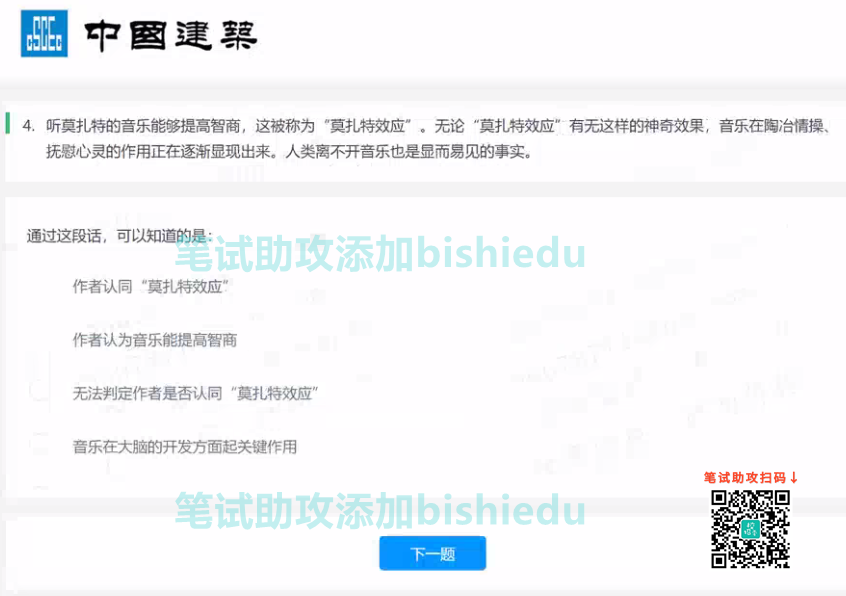 中國建築
4. 听莫扎特的音乐能够提高智商，这被称为“莫扎特效应”。无论“莫扎特效应”有无这样的神奇效果，音乐在陶冶情操、
抚慰心灵的作用正在逐渐显现出来。人类离不开音乐也是显而易见的事实。
通过这段话，可以知道的是：
笔试助攻添加bishiedu
作者认同“莫扎特效应”
作者认为音乐能提高智商
无法判定作者是否认同“莫扎特效应”
音乐在大脑的开发方面起关键作用
笔试助攻扫码↓
笔试助攻添加bishiedu
下一题